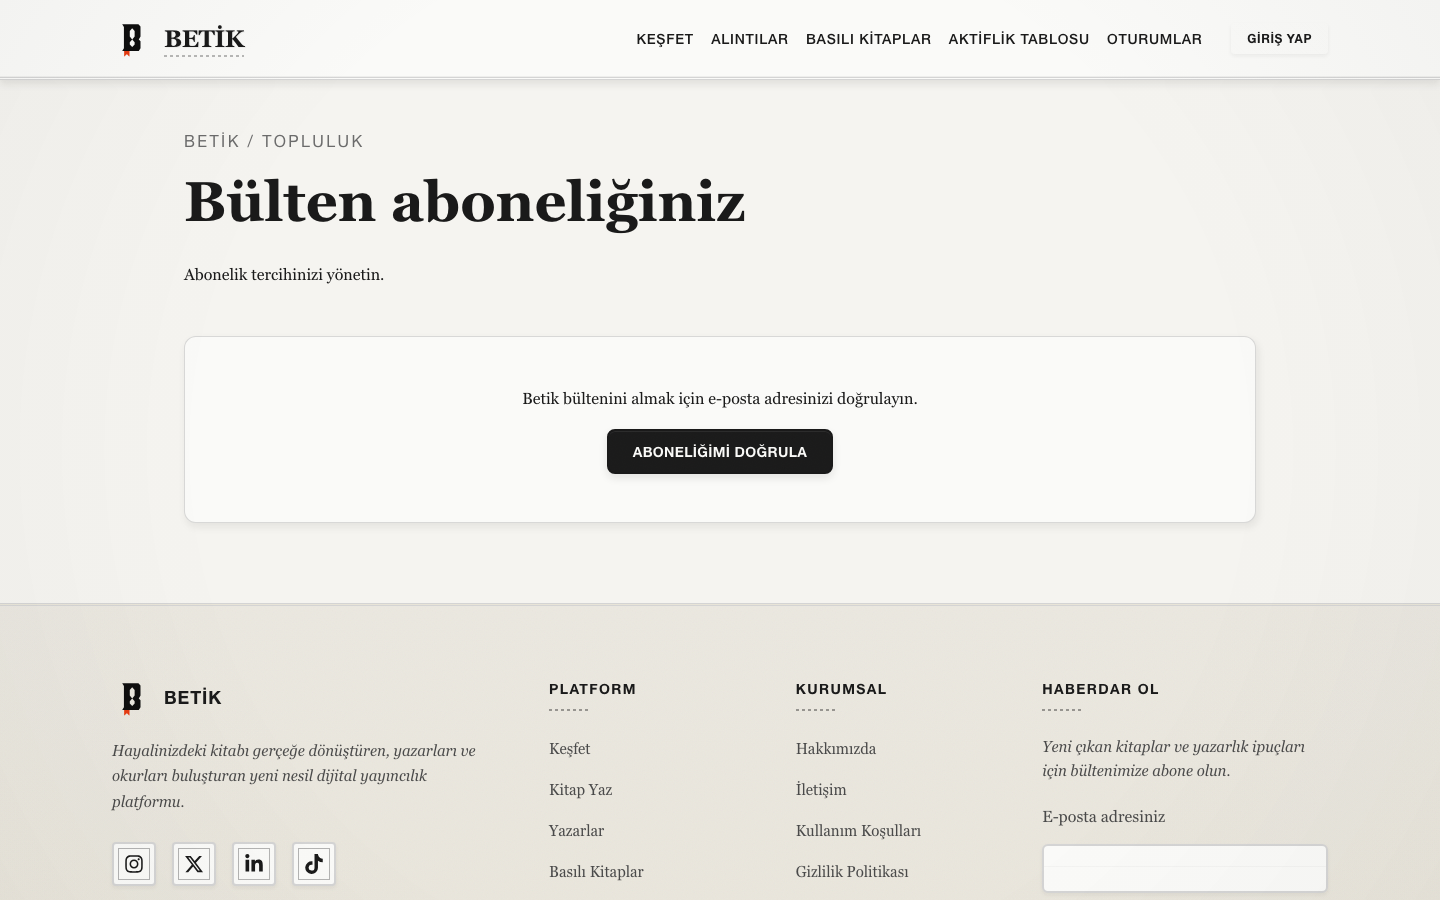 BETİK
KEŞFET
ALINTILAR
BASILI KİTAPLAR
AKTİFLİK TABLOSU
OTURUMLAR
GİRİŞ YAP
BETİK / TOPLULUK
Bülten aboneliğiniz
Abonelik tercihinizi yönetin.
Betik bültenini almak için e-posta adresinizi doğrulayın.
ABONELİĞİMİ DOĞRULA
BETİK
Hayalinizdeki kitabı gerçeğe dönüştüren, yazarları ve
okurları buluşturan yeni nesil dijital yayıncılık
platformu.
PLATFORM
Keşfet
Kitap Yaz
Yazarlar
Basılı Kitaplar
KURUMSAL
Hakkımızda
İletişim
Kullanım Koşulları
Gizlilik Politikası
HABERDAR OL
Yeni çıkan kitaplar ve yazarlık ipuçları
için bültenimize abone olun.
E-posta adresiniz